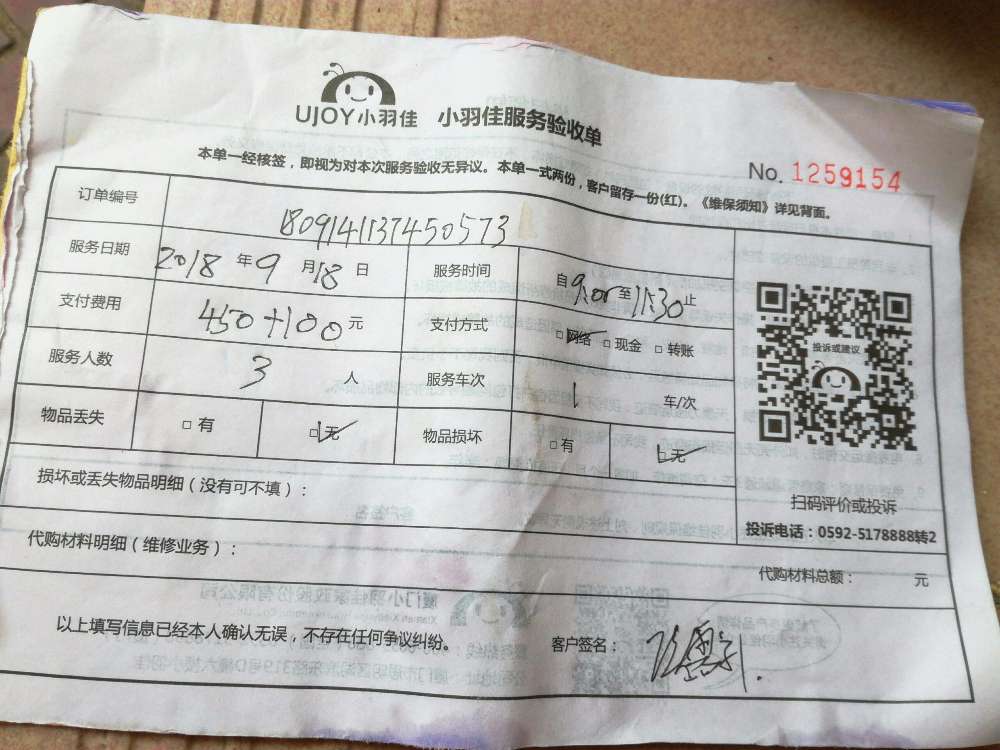 UJOY小羽佳 小羽佳服务验收单
本单一经核签，即视为对本次服务验收无异议。本单一式两份，客户留存一份(红)。《维保须知》详见背面。
No. 1259154
订单编号 1809141137450573
服务日期 2018 年 9 月 18 日 服务时间 自 9:00 至 11:30 止
支付费用 450+100 元 支付方式 □网络 □现金 □转账
服务人数 3 人 服务车次 1 车/次
物品丢失 □有 □无 物品损坏 □有 □无
投诉或建议
扫码评价或投诉
投诉电话：0592-5178888转2
损坏或丢失物品明细（没有可不填）：
代购材料明细（维修业务）：
代购材料总额： 元
以上填写信息已经本人确认无误，不存在任何争议纠纷。 客户签名：